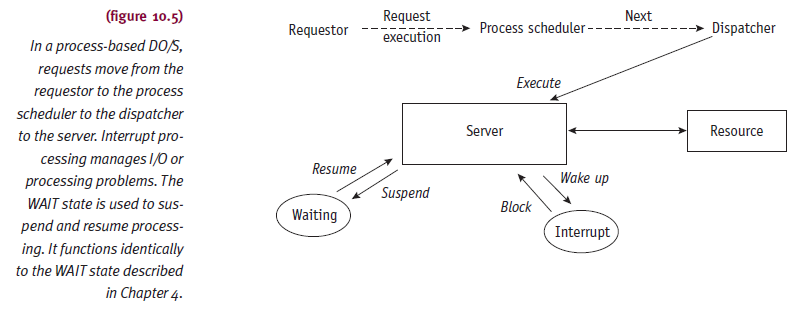 (figure 10.5)
In a process-based DO/S,
requests move from the
requestor to the process
scheduler to the dispatcher
to the server. Interrupt pro-
cessing manages I/O or
processing problems. The
WAIT state is used to sus-
pend and resume process-
ing. It functions identically
to the WAIT state described
in Chapter 4.
Requestor
Request
execution
Process scheduler
Next
Dispatcher
Execute
Server
Resource
Resume
Suspend
Waiting
Wake up
Block
Interrupt